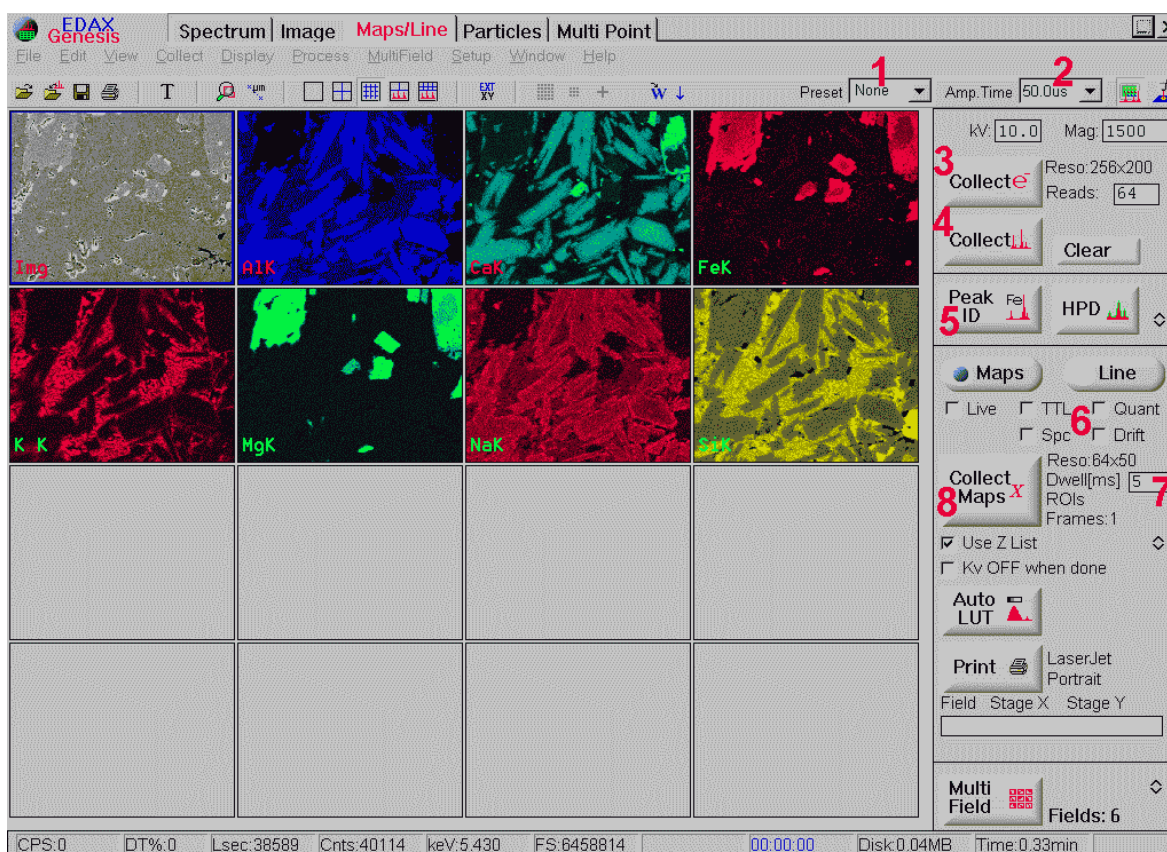 EDAX
Genesis
Spectrum Image Maps/Line Particles Multi Point
File Edit View Collect Display Process MultiField Setup Window Help
T EXT XY W Preset None 1 Amp.Time 50.0us 2
kV: 10.0 Mag: 1500
3
Collect e- Reso:256x200
Reads: 64
4
Collect Clear
Img AlK CaK FeK
Peak ID Fe HPD
5
Maps Line
Live TTL Quant
6
Spc Drift
K K MgK NaK SiK
Reso:64x50
Collect Maps X Dwell[ms] 5 7
8
ROIs
Frames:1
Use Z List
Kv OFF when done
Auto
LUT
Print LaserJet
Portrait
Field Stage X Stage Y
Multi
Field Fields: 6
CPS:0 DT%:0 Lsec:38589 Cnts:40114 keV:5.430 FS:6458814 00:00:00 Disk:0.04MB Time:0.33min